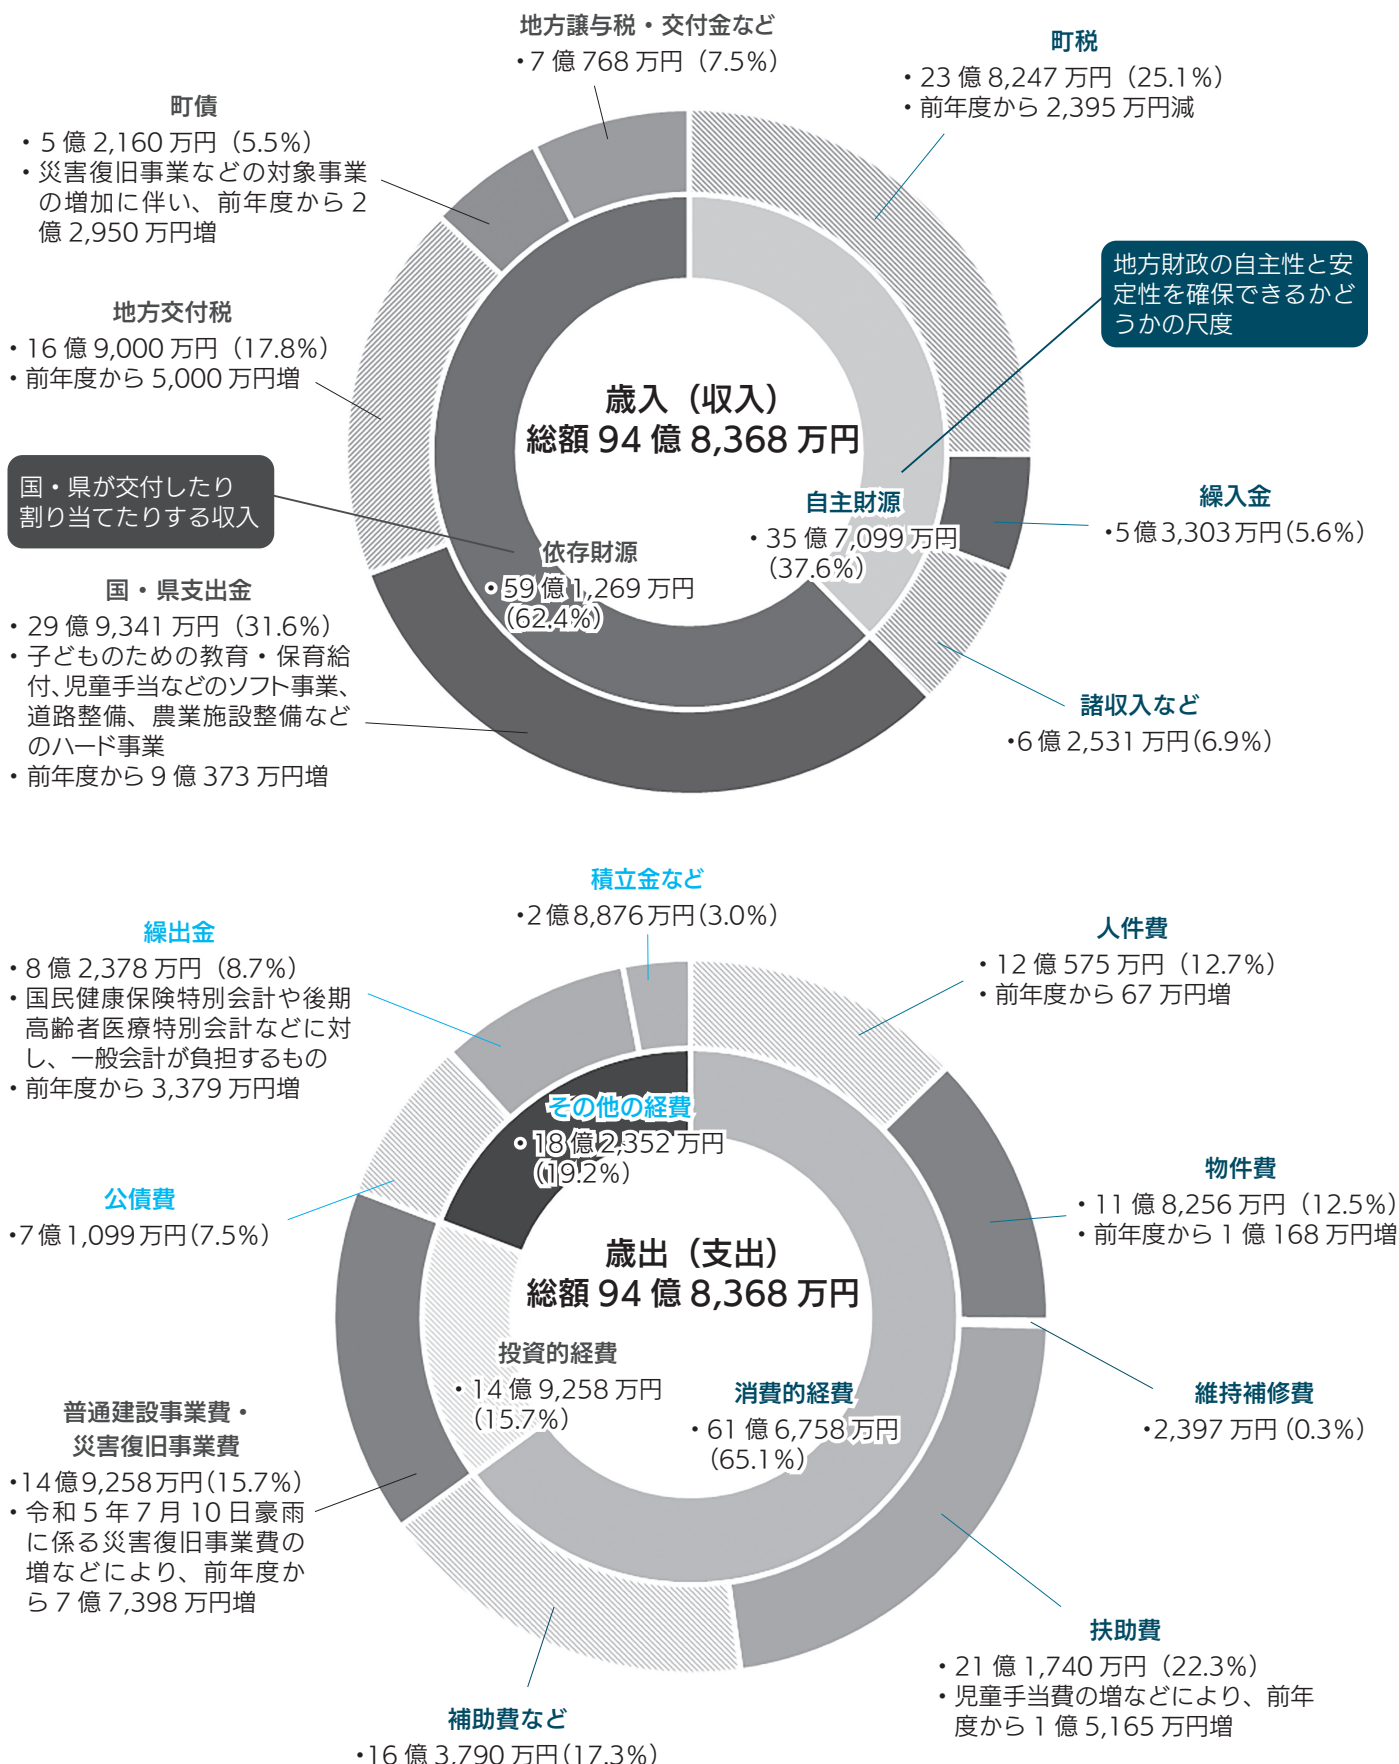 地方譲与税・交付金など
・7 億 768 万円（7.5%）
町税
・23 億 8,247 万円（25.1%）
・前年度から 2,395 万円減
町債
・5 億 2,160 万円（5.5%）
・災害復旧事業などの対象事業
の増加に伴い、前年度から 2
億 2,950 万円増
地方財政の自主性と安
定性を確保できるかど
うかの尺度
地方交付税
・16 億 9,000 万円（17.8%）
・前年度から 5,000 万円増
歳入（収入）
総額 94 億 8,368 万円
国・県が交付したり
割り当てたりする収入
自主財源
・35 億 7,099 万円
(37.6%)
繰入金
・5億 3,303 万円(5.6%)
依存財源
・59 億 1,269 万円
(62.4%)
国・県支出金
・29 億 9,341 万円（31.6%）
・子どものための教育・保育給
付、児童手当などのソフト事業、
道路整備、農業施設整備など
のハード事業
・前年度から 9 億 373 万円増
諸収入など
・6 億 2,531 万円(6.9%)
積立金など
・2億 8,876 万円(3.0%)
繰出金
・8 億 2,378 万円（8.7%）
・国民健康保険特別会計や後期
高齢者医療特別会計などに対
し、一般会計が負担するもの
・前年度から 3,379 万円増
人件費
・12 億 575 万円（12.7%）
・前年度から 67 万円増
その他の経費
・18 億 2,352 万円
(19.2%)
公債費
・7億 1,099 万円(7.5%)
物件費
・11 億 8,256 万円（12.5%）
・前年度から 1 億 168 万円増
歳出（支出）
総額 94 億 8,368 万円
投資的経費
・14 億 9,258 万円
(15.7%)
消費的経費
・61 億 6,758 万円
(65.1%)
維持補修費
・2,397 万円 (0.3%)
普通建設事業費・
災害復旧事業費
・14億 9,258万円(15.7%)
・令和 5 年 7 月 10 日豪雨
に係る災害復旧事業費の
増などにより、前年度か
ら 7 億 7,398 万円増
扶助費
・21 億 1,740 万円（22.3%）
・児童手当費の増などにより、前年
度から 1 億 5,165 万円増
補助費など
・16 億 3,790 万円(17.3%)